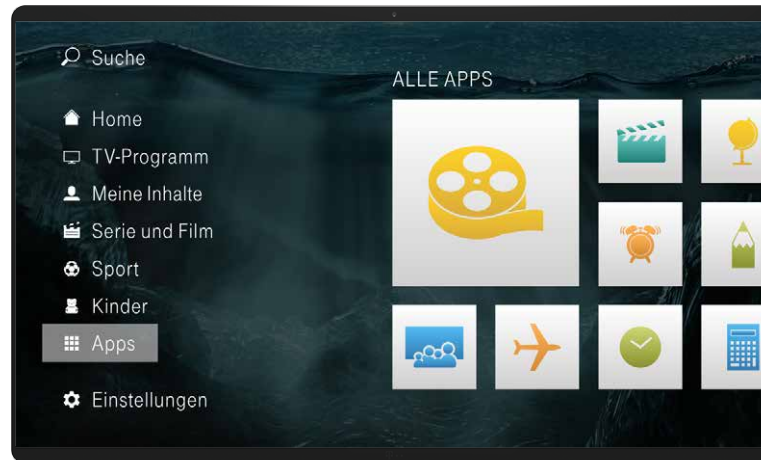 Suche
ALLE APPS
Home
TV-Programm
Meine Inhalte
Serie und Film
Sport
Kinder
Apps
Einstellungen